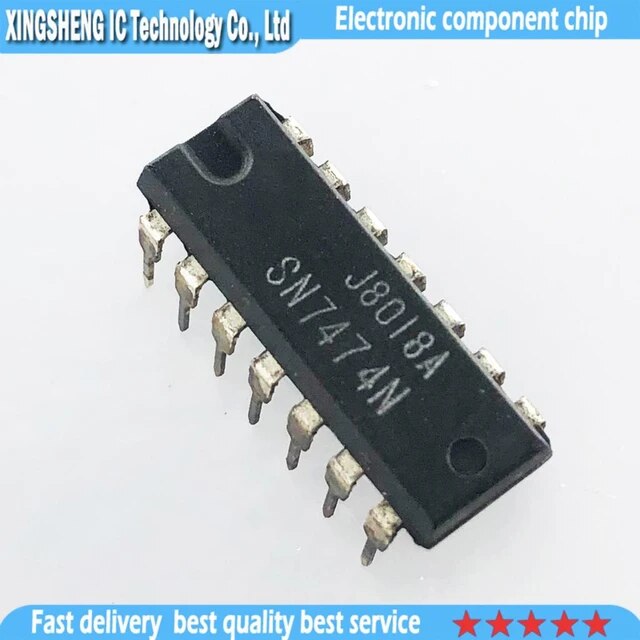 XINGSHENG IC Technology Co., Ltd
Electronic component chip
J8018A
SN7474N
Fast delivery best quality best service